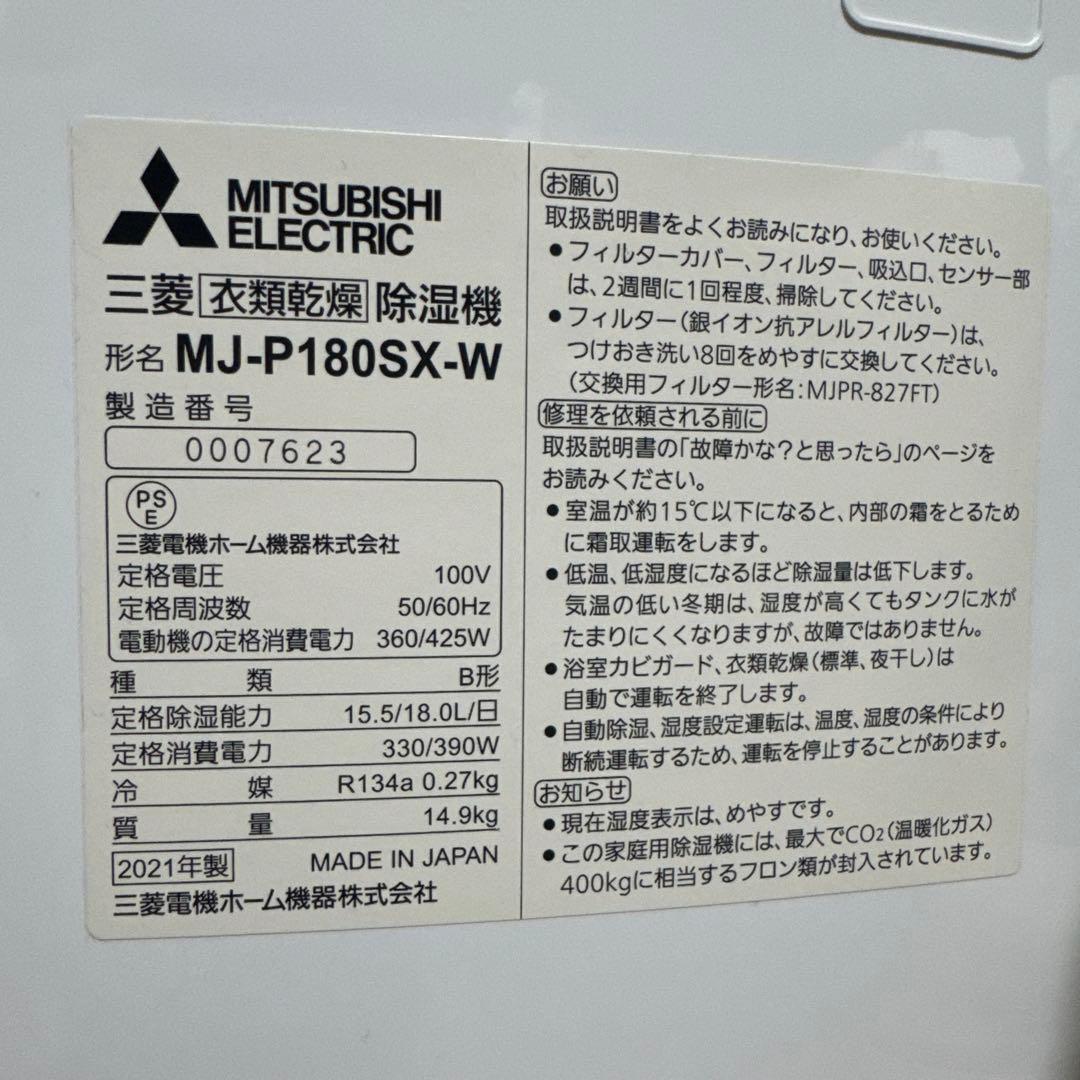 MITSUBISHI
ELECTRIC
三菱 衣類乾燥 除湿機
形名 MJ-P180SX-W
製造番号
0007623
PS
E
三菱電機ホーム機器株式会社
定格電圧 100V
定格周波数 50/60Hz
電動機の定格消費電力 360/425W
種類 B形
定格除湿能力 15.5/18.0L/日
定格消費電力 330/390W
冷媒 R134a 0.27kg
質量 14.9kg
2021年製 MADE IN JAPAN
三菱電機ホーム機器株式会社
お願い
取扱説明書をよくお読みになり、お使いください。
●フィルターカバー、フィルター、吸込口、センサー部
は、2週間に1回程度、掃除してください。
●フィルター(銀イオン抗アレルフィルター)は、
つけおき洗い8回をめやすに交換してください。
(交換用フィルター形名:MJPR-827FT)
修理を依頼される前に
取扱説明書の「故障かな?と思ったら」のページを
お読みください。
●室温が約15℃以下になると、内部の霜をとるため
に霜取運転をします。
●低温、低湿度になるほど除湿量は低下します。
気温の低い冬期は、湿度が高くてもタンクに水が
たまりにくくなりますが、故障ではありません。
●浴室カビガード、衣類乾燥(標準、夜干し)は
自動で運転を終了します。
●自動除湿、湿度設定運転は、温度、湿度の条件により
断続運転するため、運転を停止することがあります。
お知らせ
●現在湿度表示は、めやすです。
●この家庭用除湿機には、最大でCO2(温暖化ガス)
400kgに相当するフロン類が封入されています。